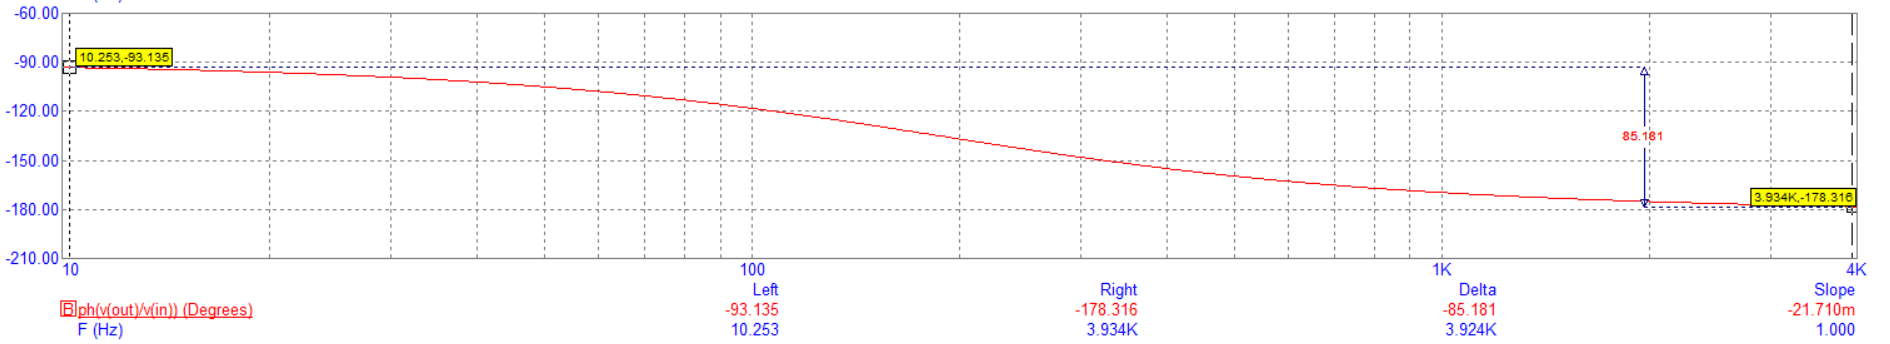 -60.00
10.253,-93.135
-90.00
-120.00
85.181
-150.00
3.934K,-178.316
-180.00
-210.00
10 100 1K 4K
Left Right Delta Slope
B ph(v(out)/v(in)) (Degrees) -93.135 -178.316 -85.181 -21.710m
F (Hz) 10.253 3.934K 3.924K 1.000